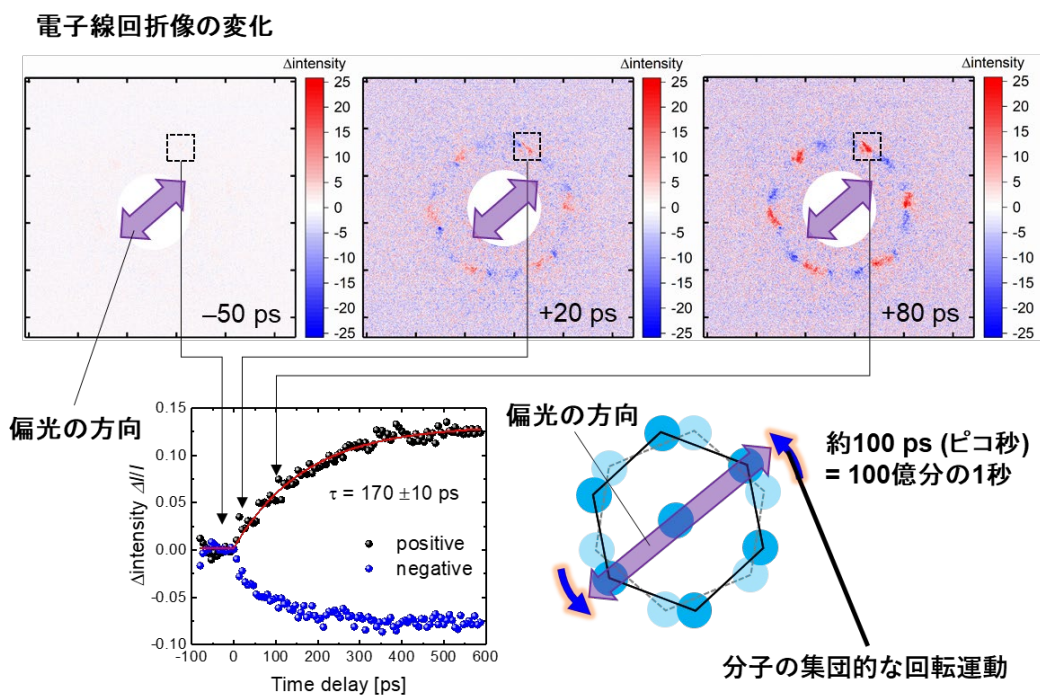 電子線回折像の変化
Δintensity
25
20
15
10
5
0
-5
-10
-15
-20
-25
–50 ps
Δintensity
25
20
15
10
5
0
-5
-10
-15
-20
-25
+20 ps
Δintensity
25
20
15
10
5
0
-5
-10
-15
-20
-25
+80 ps
偏光の方向
Δintensity ΔI/I
0.15
0.10
0.05
0.00
-0.05
-0.10
τ = 170 ±10 ps
positive
negative
-100 0 100 200 300 400 500 600
Time delay [ps]
偏光の方向
約100 ps (ピコ秒)
= 100億分の1秒
分子の集団的な回転運動